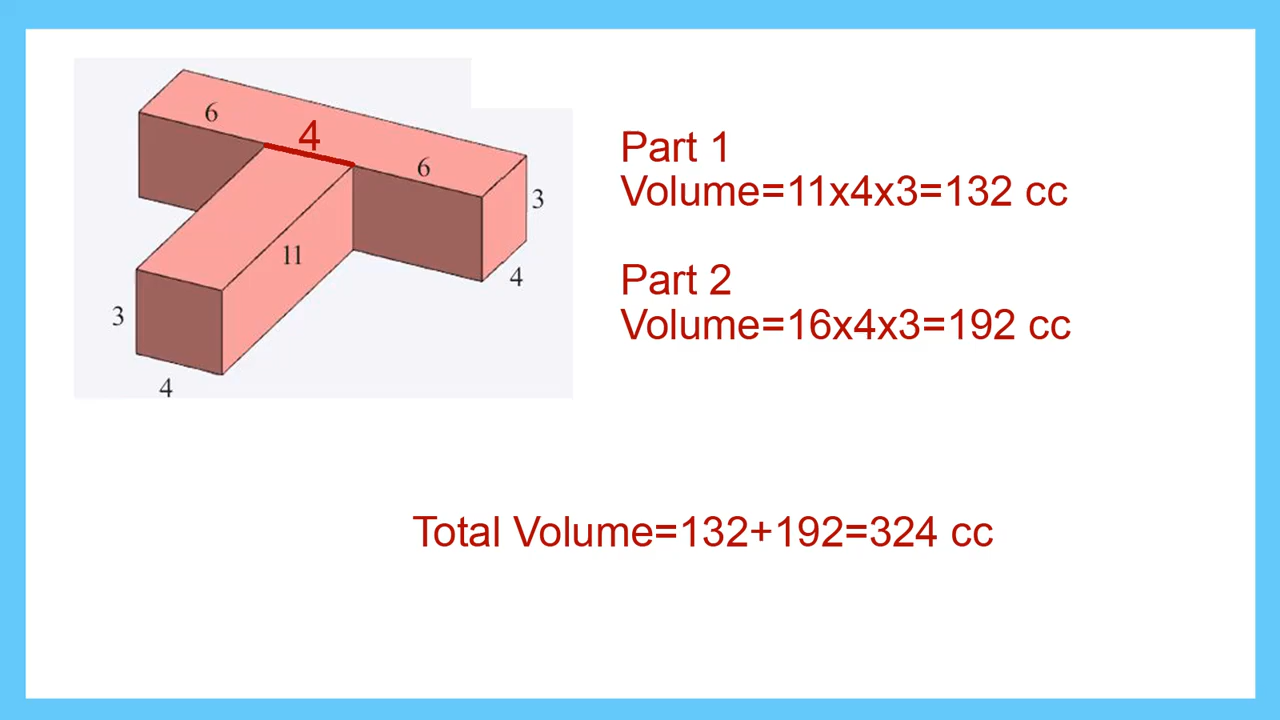 6
4
6
3
11
4
3
4
Part 1
Volume=11x4x3=132 cc
Part 2
Volume=16x4x3=192 cc
Total Volume=132+192=324 cc